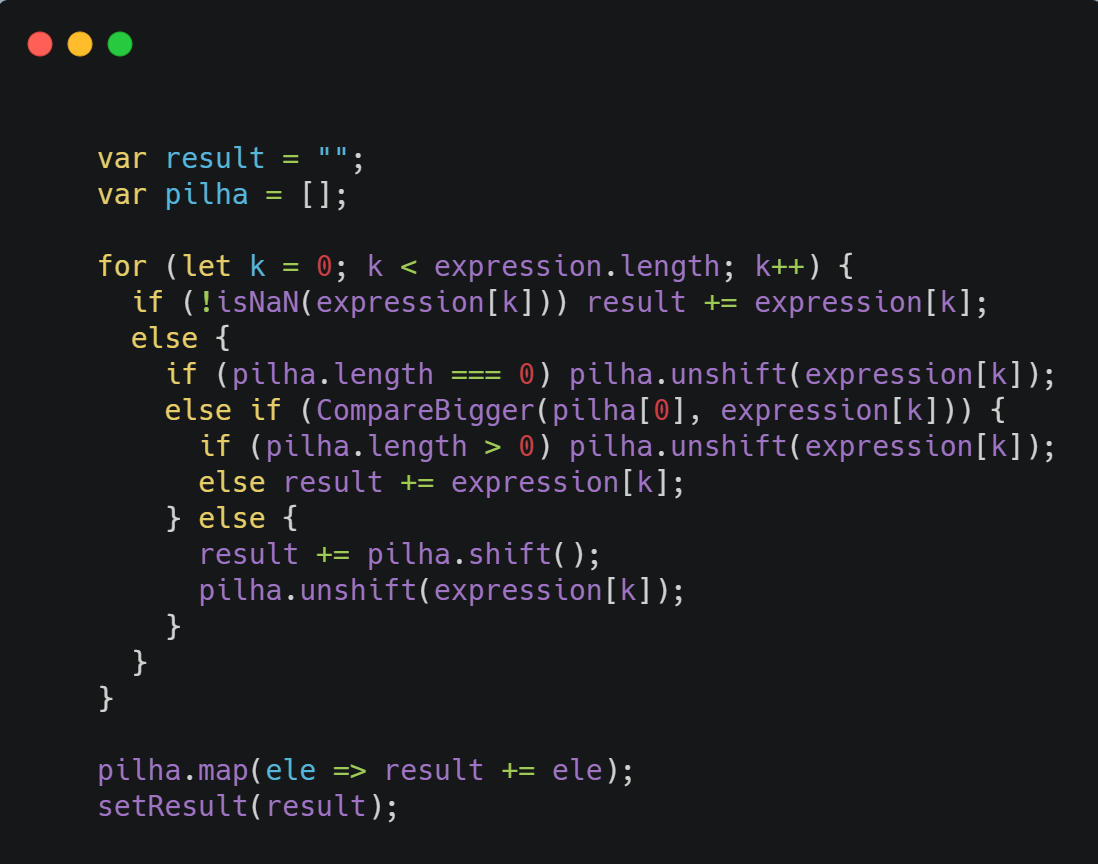 var result = "";
var pilha = [];
for (let k = 0; k < expression.length; k++) {
  if (!isNaN(expression[k])) result += expression[k];
  else {
    if (pilha.length === 0) pilha.unshift(expression[k]);
    else if (CompareBigger(pilha[0], expression[k])) {
      if (pilha.length > 0) pilha.unshift(expression[k]);
      else result += expression[k];
    } else {
      result += pilha.shift();
      pilha.unshift(expression[k]);
    }
  }
}
pilha.map(ele => result += ele);
setResult(result);